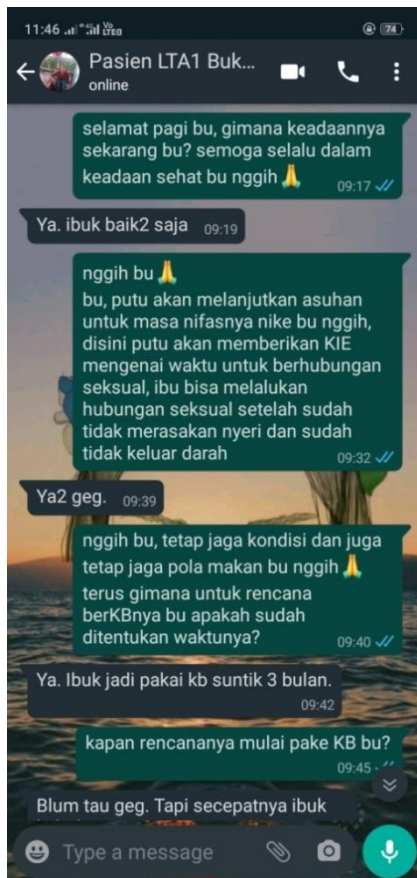 11:46
74
Pasien LTA1 Buk...
online
selamat pagi bu, gimana keadaannya
sekarang bu? semoga selalu dalam
keadaan sehat bu nggih 🙏
09:17
Ya. ibuk baik2 saja 09:19
nggih bu 🙏
bu, putu akan melanjutkan asuhan
untuk masa nifasnya nike bu nggih,
disini putu akan memberikan KIE
mengenai waktu untuk berhubungan
seksual, ibu bisa melalukan
hubungan seksual setelah sudah
tidak merasakan nyeri dan sudah
tidak keluar darah
09:32
Ya2 geg. 09:39
nggih bu, tetap jaga kondisi dan juga
tetap jaga pola makan bu nggih 🙏
terus gimana untuk rencana
berKBnya bu apakah sudah
ditentukan waktunya?
09:40
Ya. Ibuk jadi pakai kb suntik 3 bulan.
09:42
kapan rencananya mulai pake KB bu?
09:45
Blum tau geg. Tapi secepatnya ibuk
Type a message